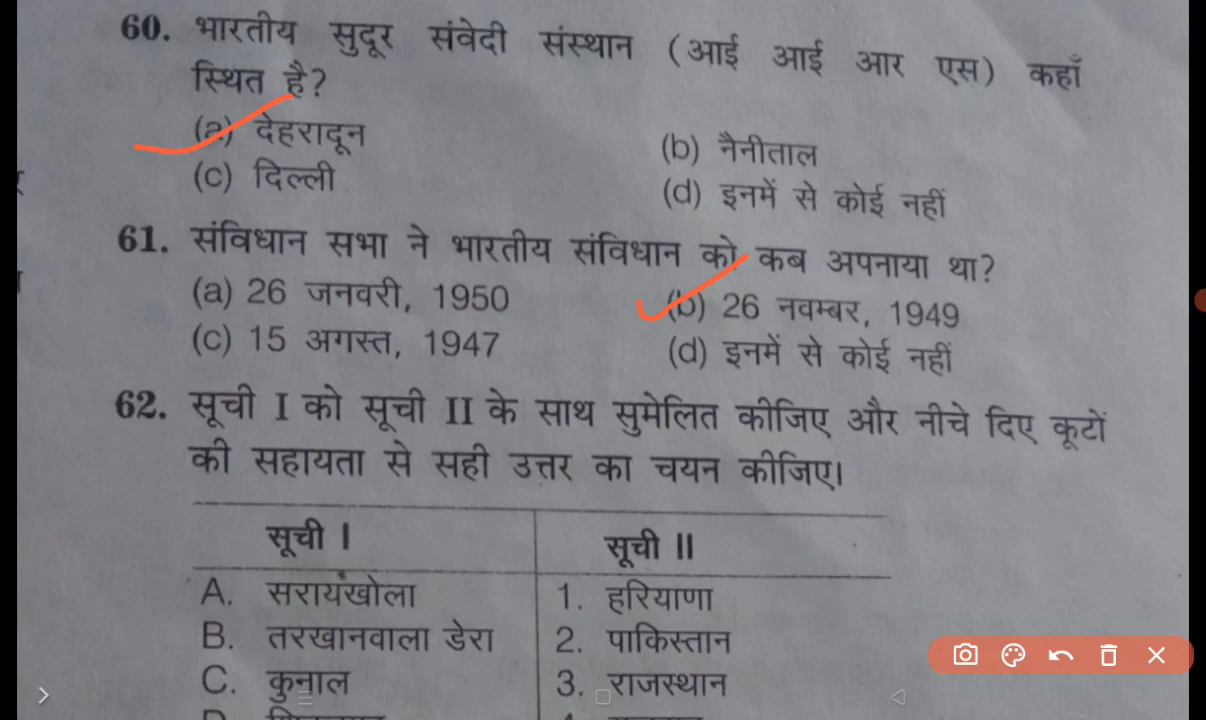 60. भारतीय सुदूर संवेदी संस्थान (आई आई आर एस) कहाँ
स्थित है?
(a) देहरादून
(b) नैनीताल
(c) दिल्ली
(d) इनमें से कोई नहीं
61. संविधान सभा ने भारतीय संविधान को कब अपनाया था?
(a) 26 जनवरी, 1950
(b) 26 नवम्बर, 1949
(c) 15 अगस्त, 1947
(d) इनमें से कोई नहीं
62. सूची I को सूची II के साथ सुमेलित कीजिए और नीचे दिए कूटों
की सहायता से सही उत्तर का चयन कीजिए।
सूची I
सूची II
A. सरायंखोला
1. हरियाणा
B. तरखानवाला डेरा
2. पाकिस्तान
C. कुनाल
3. राजस्थान